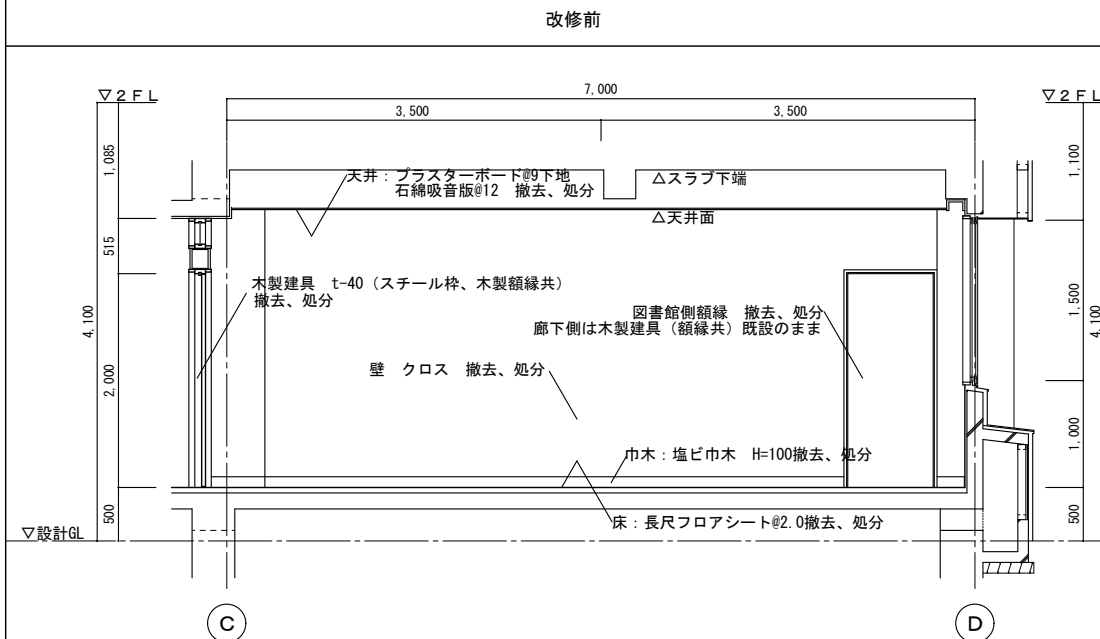 改修前
▽２ＦＬ
7,000
▽２ＦＬ
3,500
3,500
1,085
1,100
天井：プラスターボード@9下地
石綿吸音版@12　撤去、処分
△スラブ下端
△天井面
515
木製建具　t-40（スチール枠、木製額縁共）
撤去、処分
図書館側額縁　撤去、処分
廊下側は木製建具（額縁共）既設のまま
1,500
4,100
4,100
2,000
壁　クロス　撤去、処分
1,000
巾木：塩ビ巾木　H=100撤去、処分
500
床：長尺フロアシート@2.0撤去、処分
500
▽設計GL
C
D